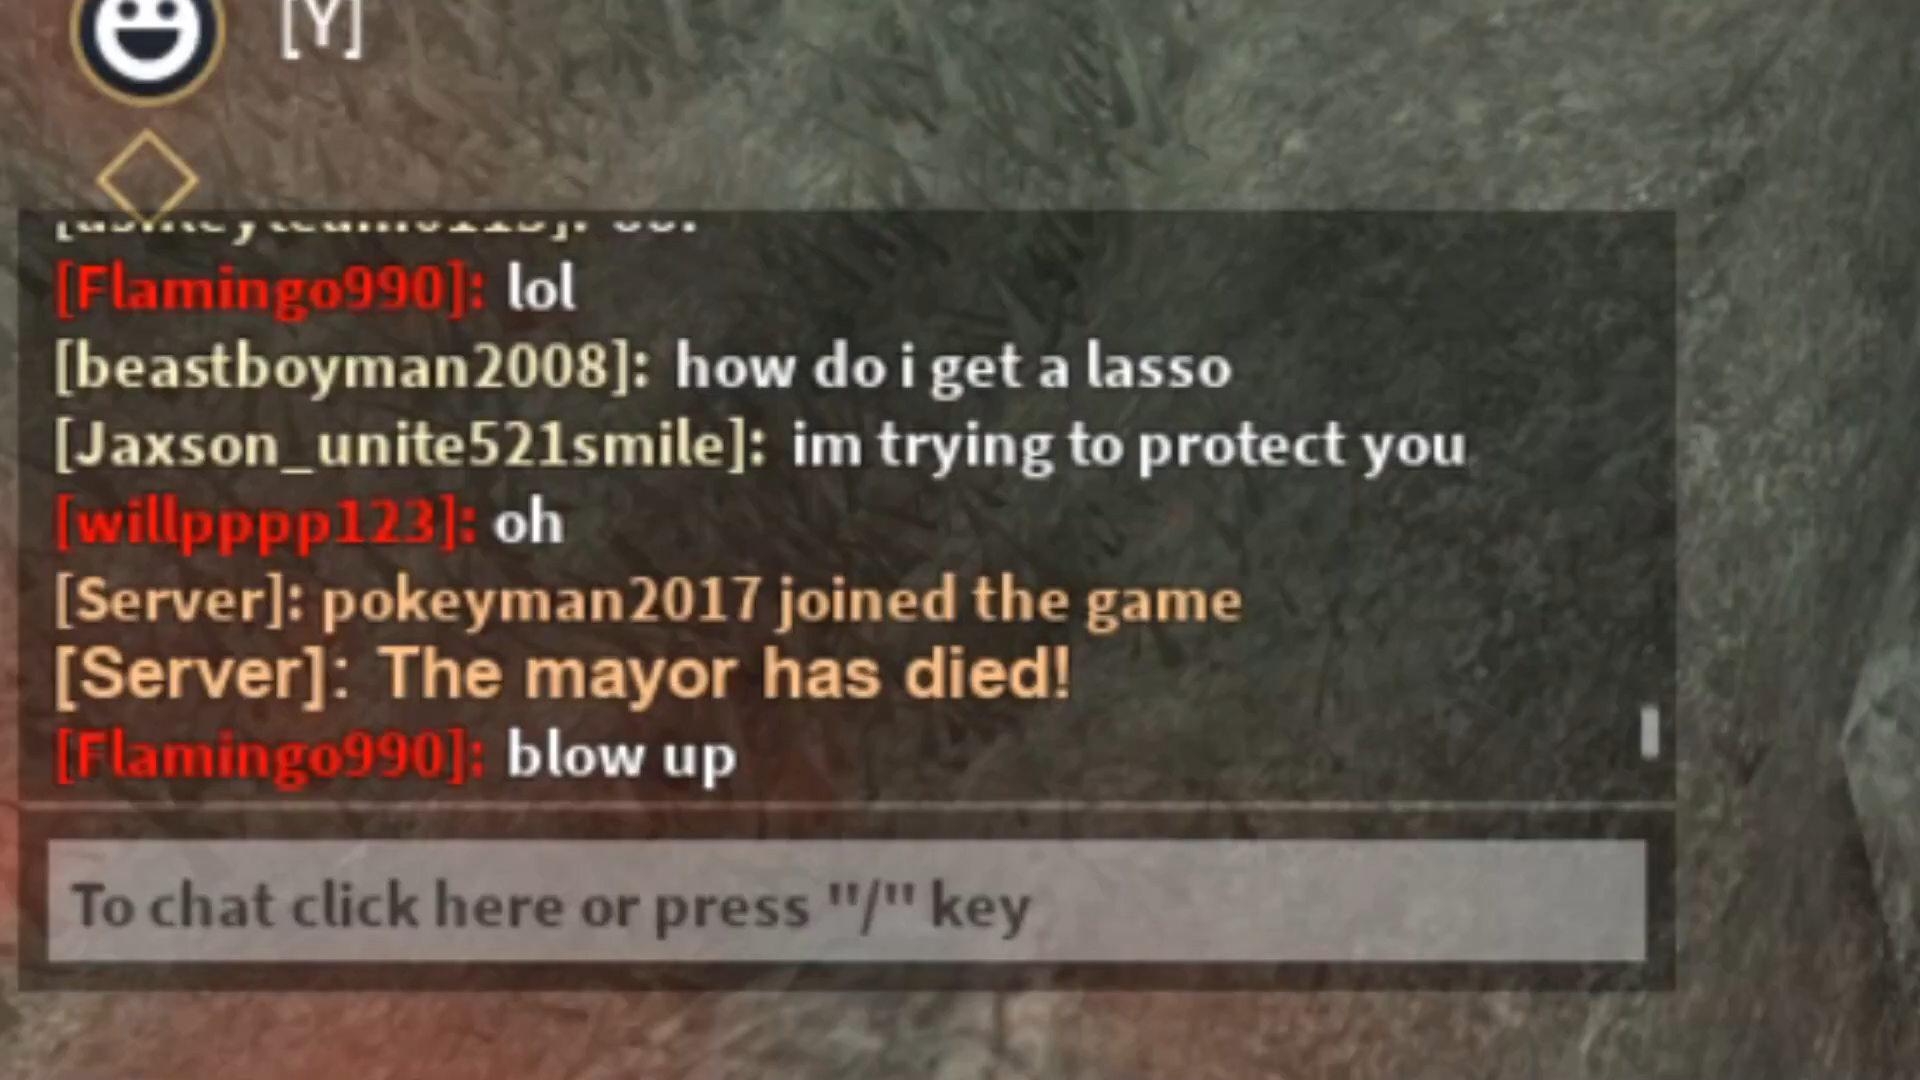 [Y]
[Flamingo990]: lol
[beastboyman2008]: how do i get a lasso
[Jaxson_unite521smile]: im trying to protect you
[willpppp123]: oh
[Server]: pokeyman2017 joined the game
[Server]: The mayor has died!
[Flamingo990]: blow up
To chat click here or press "/" key